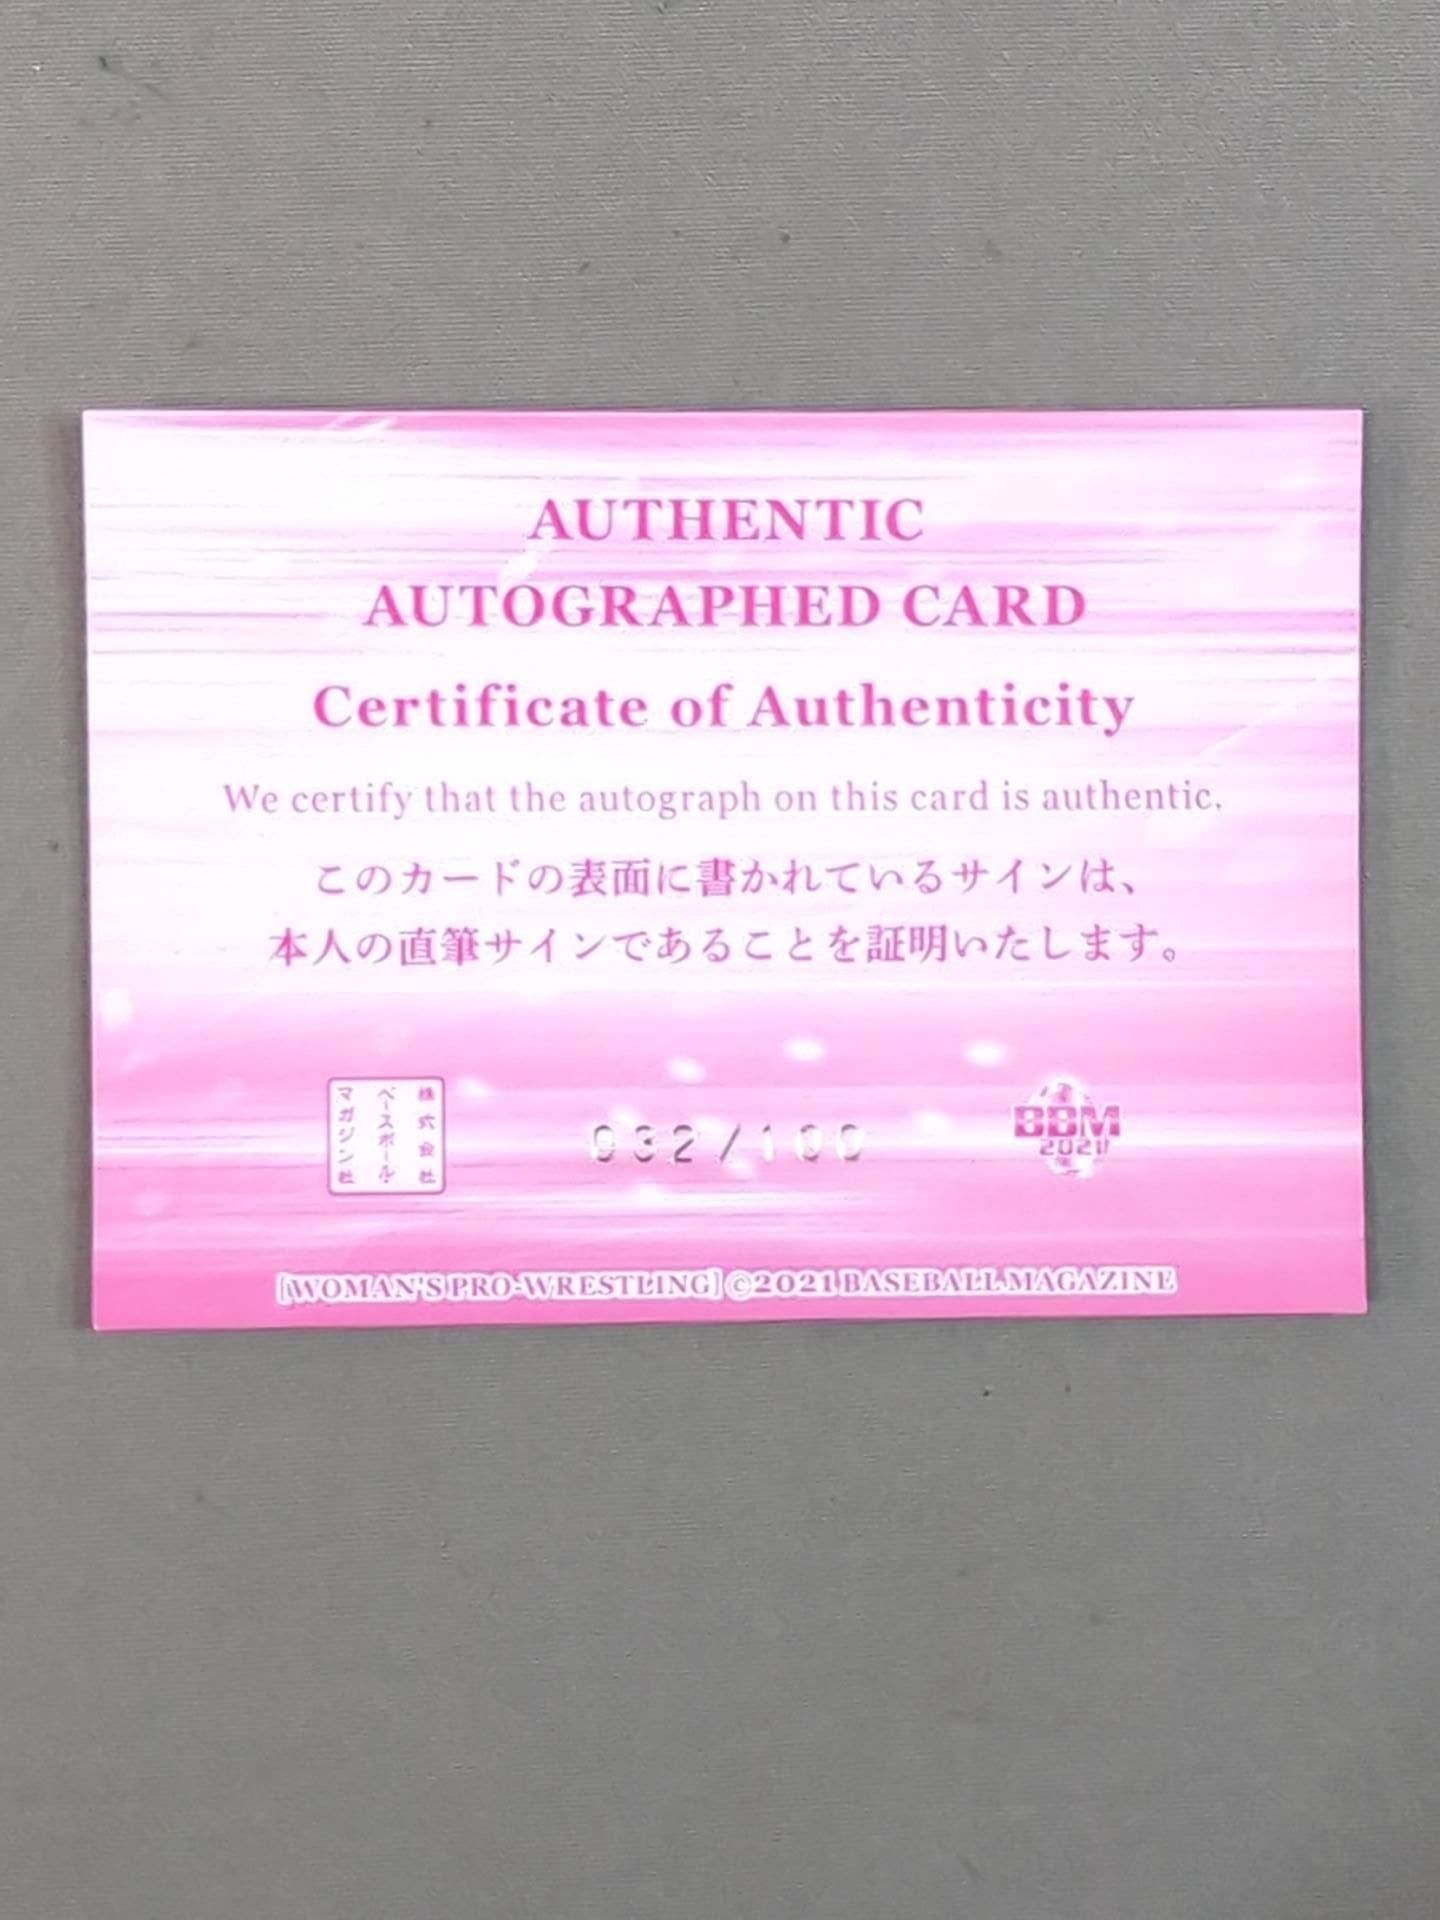 AUTHENTIC
AUTOGRAPHED CARD
Certificate of Authenticity
We certify that the autograph on this card is authentic.
このカードの表面に書かれているサインは、
本人の直筆サインであることを証明いたします。
株式会社
ベースボール・
マガジン社
032/100
BBM
2021
[WOMAN'S PRO-WRESTLING] ©2021 BASEBALL MAGAZINE